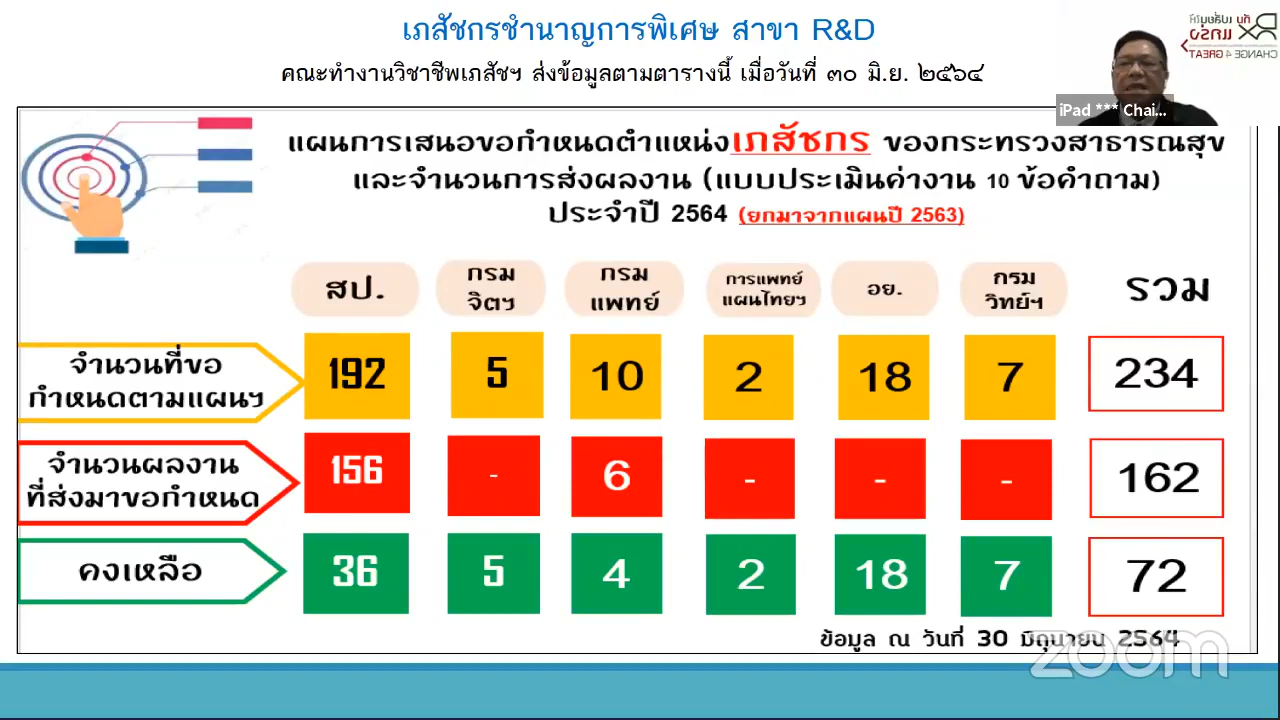 เภสัชกรชำนาญการพิเศษ สาขา R&D
คณะทำงานวิชาชีพเภสัชฯ ส่งข้อมูลตามตารางนี้ เมื่อวันที่ ๓๐ มิ.ย. ๒๕๖๔
CHANGE 4 GREAT
iPad *** Chai...
แผนการเสนอขอกำหนดตำแหน่งเภสัชกร ของกระทรวงสาธารณสุข
และจำนวนการส่งผลงาน (แบบประเมินค่างาน 10 ข้อคำถาม)
ประจำปี 2564 (ยกมาจากแผนปี 2563)
สป. กรมจิตฯ กรมแพทย์ การแพทย์แผนไทยฯ อย. กรมวิทย์ฯ รวม
จำนวนที่ขอ
กำหนดตามแผนฯ
192 5 10 2 18 7 234
จำนวนผลงาน
ที่ส่งมาขอกำหนด
156 - 6 - - - 162
คงเหลือ
36 5 4 2 18 7 72
ข้อมูล ณ วันที่ 30 มิถุนายน 2564
zoom